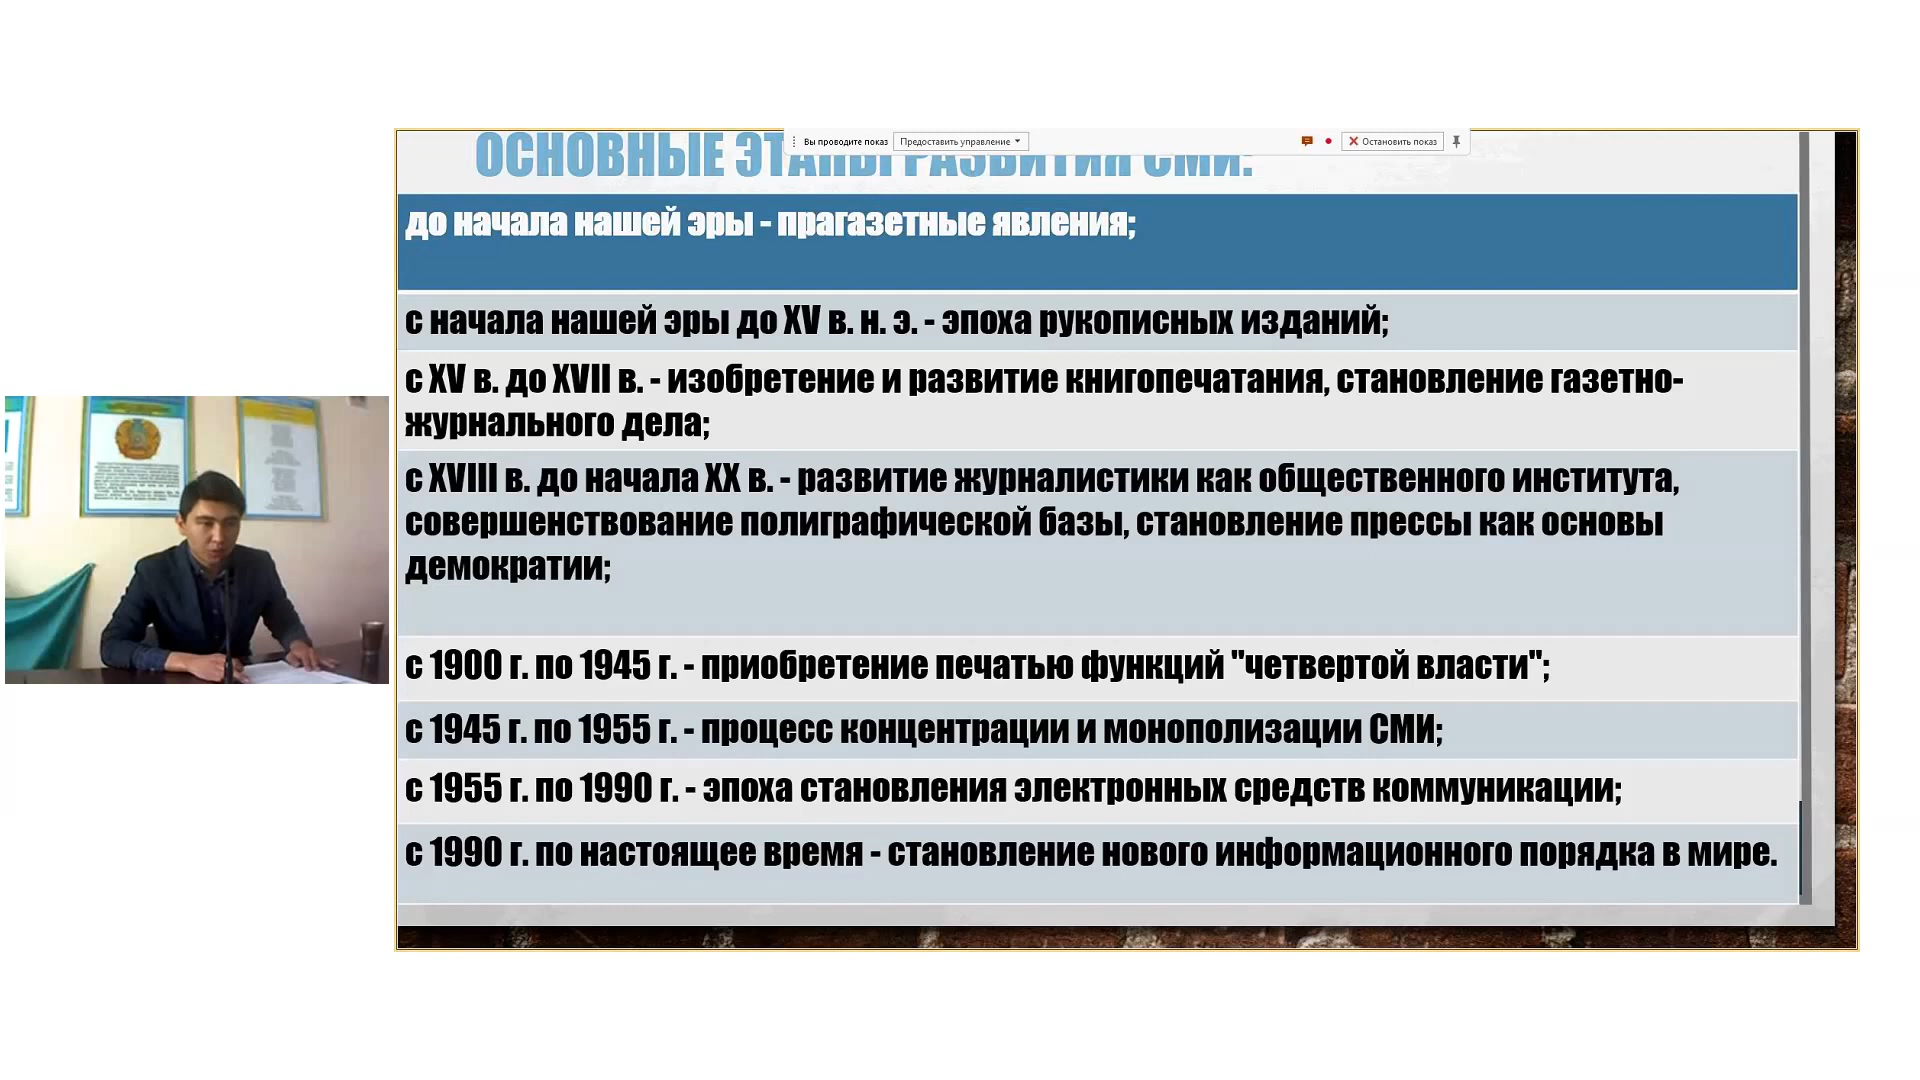 Вы проводите показ
Предоставить управление
Остановить показ
ОСНОВНЫЕ ЭТАПЫ РАЗВИТИЯ СМИ:
до начала нашей эры - прагазетные явления;
с начала нашей эры до XV в. н. э. - эпоха рукописных изданий;
с XV в. до XVII в. - изобретение и развитие книгопечатания, становление газетно-
журнального дела;
с XVIII в. до начала XX в. - развитие журналистики как общественного института,
совершенствование полиграфической базы, становление прессы как основы
демократии;
с 1900 г. по 1945 г. - приобретение печатью функций "четвертой власти";
с 1945 г. по 1955 г. - процесс концентрации и монополизации СМИ;
с 1955 г. по 1990 г. - эпоха становления электронных средств коммуникации;
с 1990 г. по настоящее время - становление нового информационного порядка в мире.